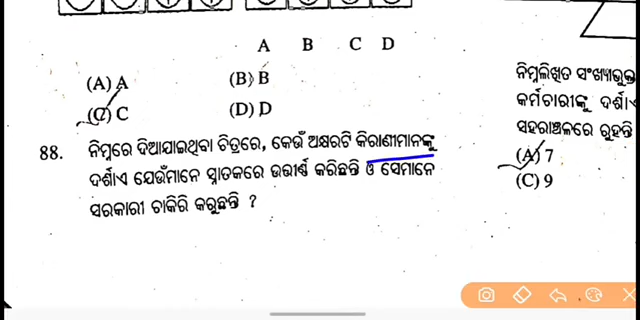 A B C D
(A) A (B) B
(C) C (D) D
88. ନିମ୍ନରେ ଦିଆଯାଇଥିବା ଚିତ୍ରରେ, କେଉଁ ଅକ୍ଷରଟି କିରାଣୀମାନଙ୍କୁ
ଦର୍ଶାଏ ଯେଉଁମାନେ ସ୍ନାତକରେ ଉତ୍ତୀର୍ଣ୍ଣ କରିଛନ୍ତି ଓ ସେମାନେ
ସରକାରୀ ଚାକିରି କରୁଛନ୍ତି ?
ନିମ୍ନଲିଖିତ
କର୍ମଚାରୀଙ୍କୁ
ସହରାଞ୍ଚଳରେ ରୁହନ୍ତି
(A) 7
(C) 9